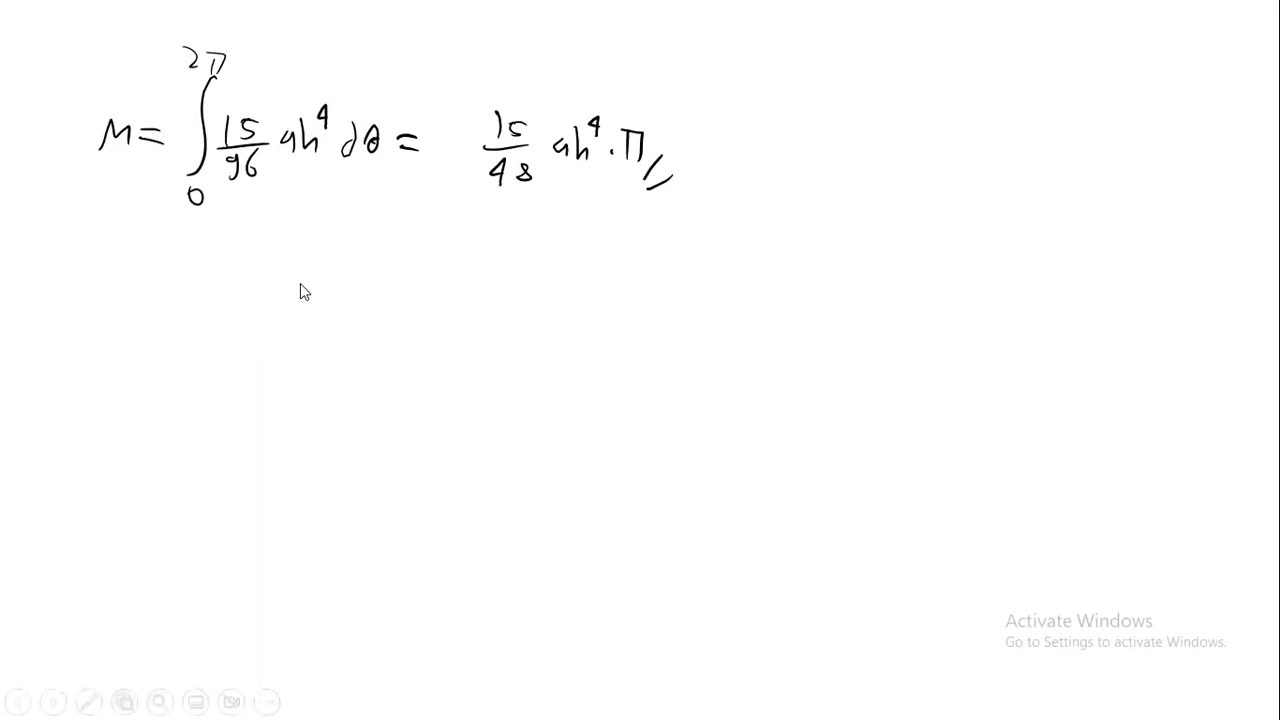 M = ∫₀^2π 15/96 ah⁴ dθ = 15/48 ah⁴ · π //
Activate Windows
Go to Settings to activate Windows.